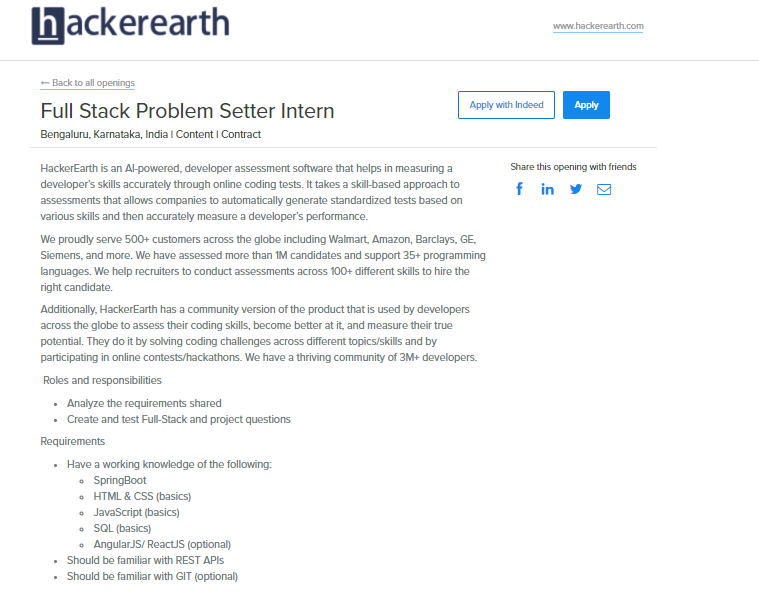 hackerearth
www.hackerearth.com
← Back to all openings
Full Stack Problem Setter Intern
Apply with Indeed
Apply
Bengaluru, Karnataka, India | Content | Contract
HackerEarth is an AI-powered, developer assessment software that helps in measuring a
developer's skills accurately through online coding tests. It takes a skill-based approach to
assessments that allows companies to automatically generate standardized tests based on
various skills and then accurately measure a developer's performance.
Share this opening with friends
We proudly serve 500+ customers across the globe including Walmart, Amazon, Barclays, GE,
Siemens, and more. We have assessed more than 1M candidates and support 35+ programming
languages. We help recruiters to conduct assessments across 100+ different skills to hire the
right candidate.
Additionally, HackerEarth has a community version of the product that is used by developers
across the globe to assess their coding skills, become better at it, and measure their true
potential. They do it by solving coding challenges across different topics/skills and by
participating in online contests/hackathons. We have a thriving community of 3M+ developers.
Roles and responsibilities
• Analyze the requirements shared
• Create and test Full-Stack and project questions
Requirements
• Have a working knowledge of the following:
◦ SpringBoot
◦ HTML & CSS (basics)
◦ JavaScript (basics)
◦ SQL (basics)
◦ AngularJS/ ReactJS (optional)
• Should be familiar with REST APIs
• Should be familiar with GIT (optional)